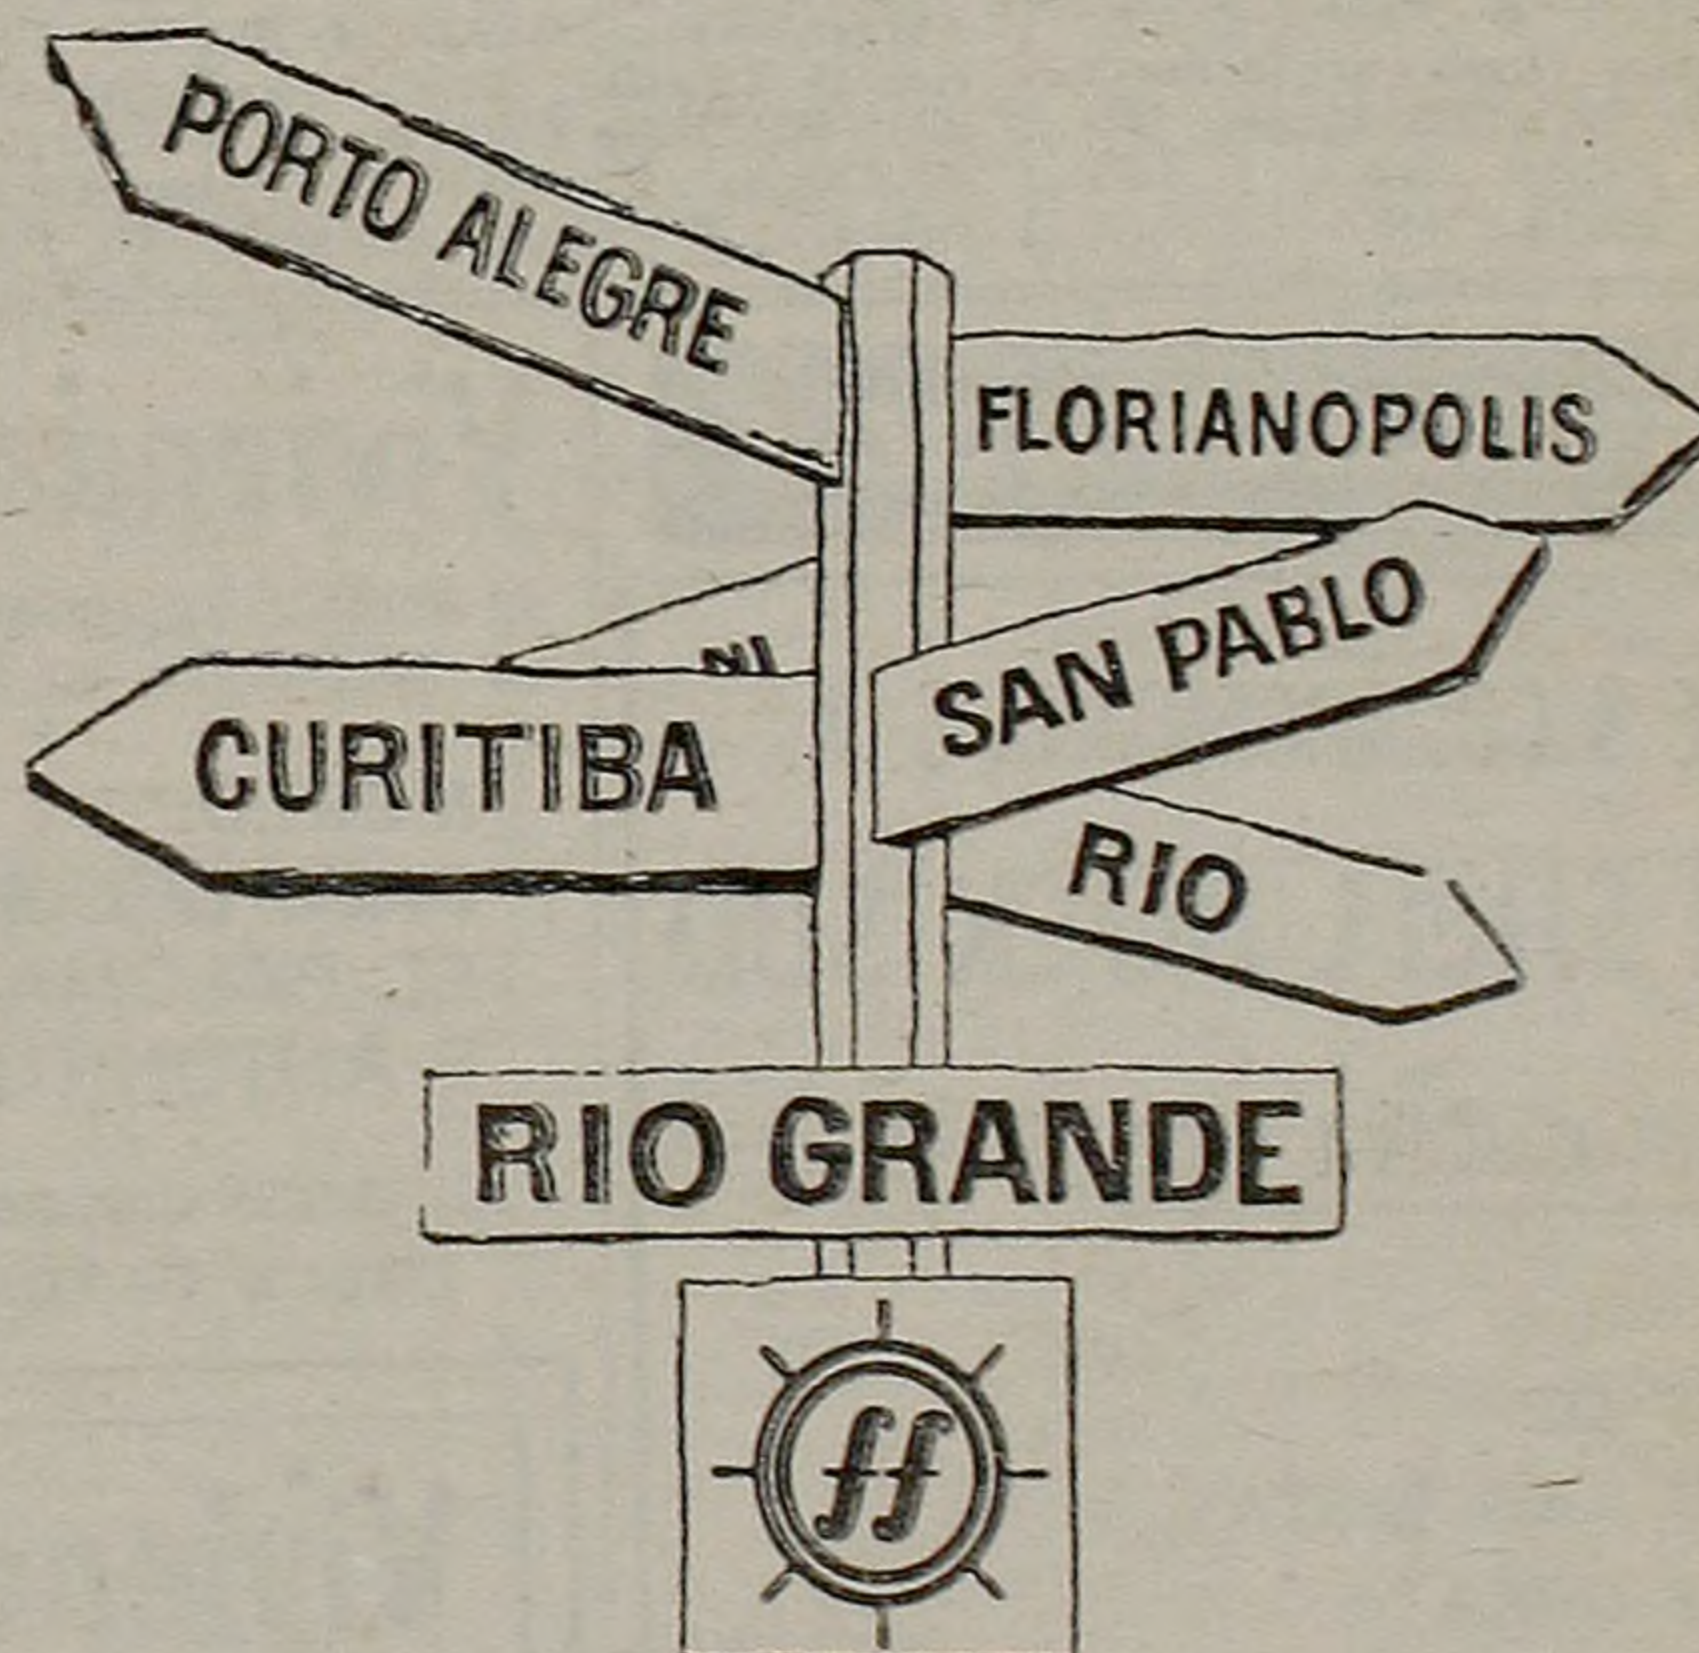 PORTO ALEGRE
FLORIANOPOLIS
SAN PABLO
CURITIBA
RIO
RIO GRANDE
ff